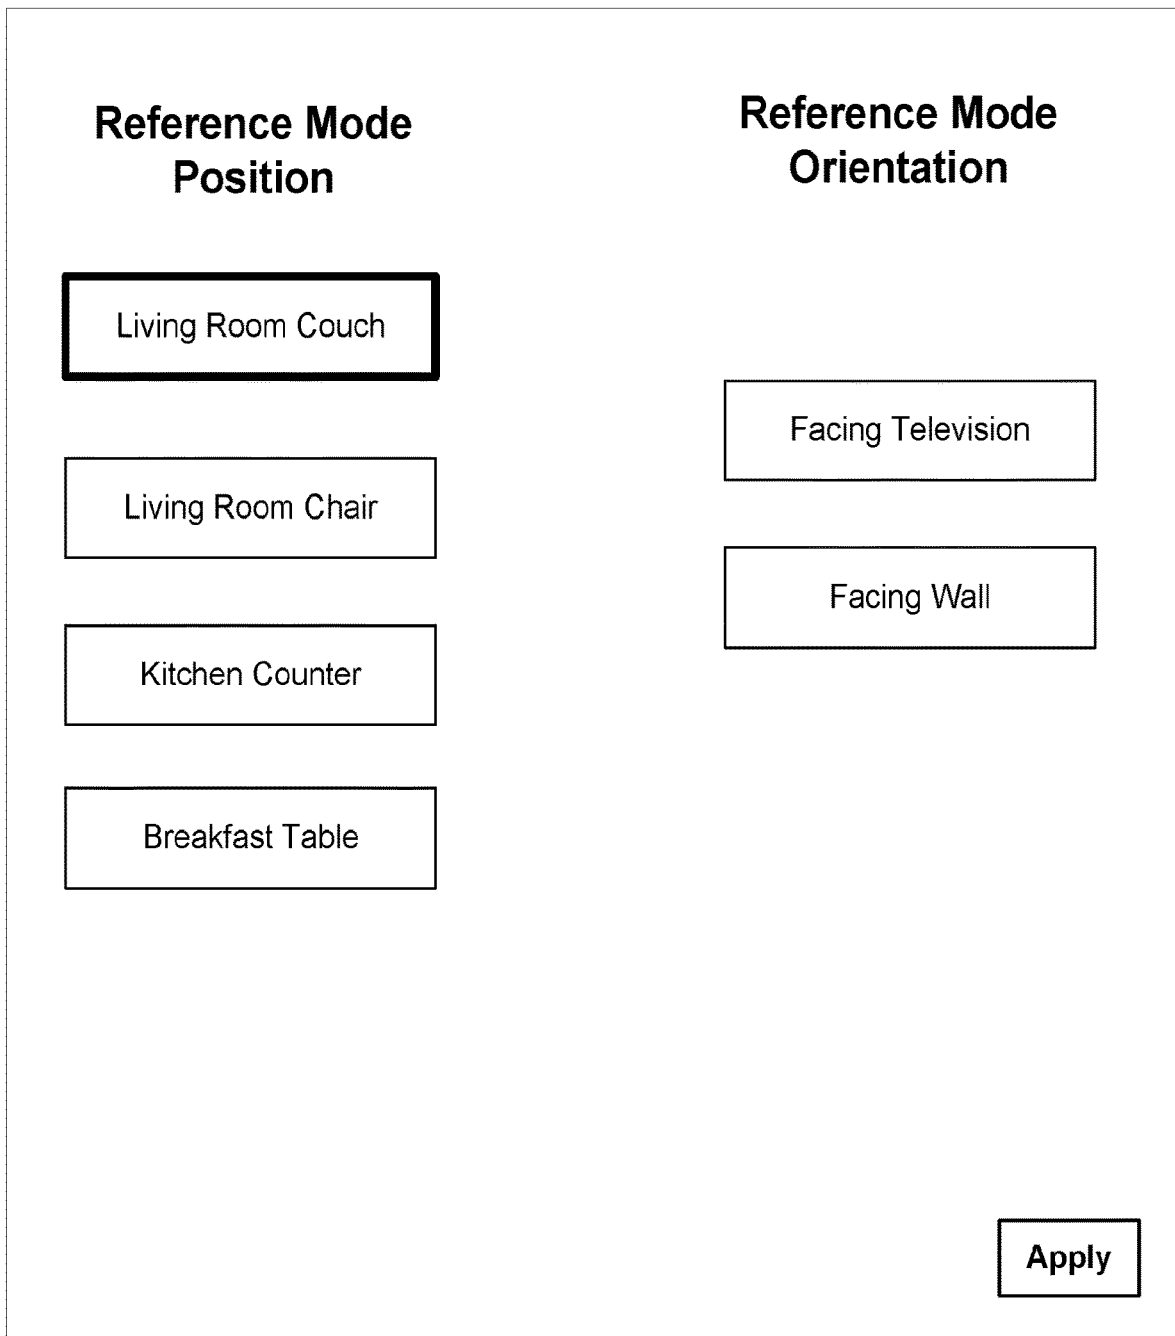 Reference Mode
Position
Living Room Couch
Living Room Chair
Kitchen Counter
Breakfast Table
Reference Mode
Orientation
Facing Television
Facing Wall
Apply